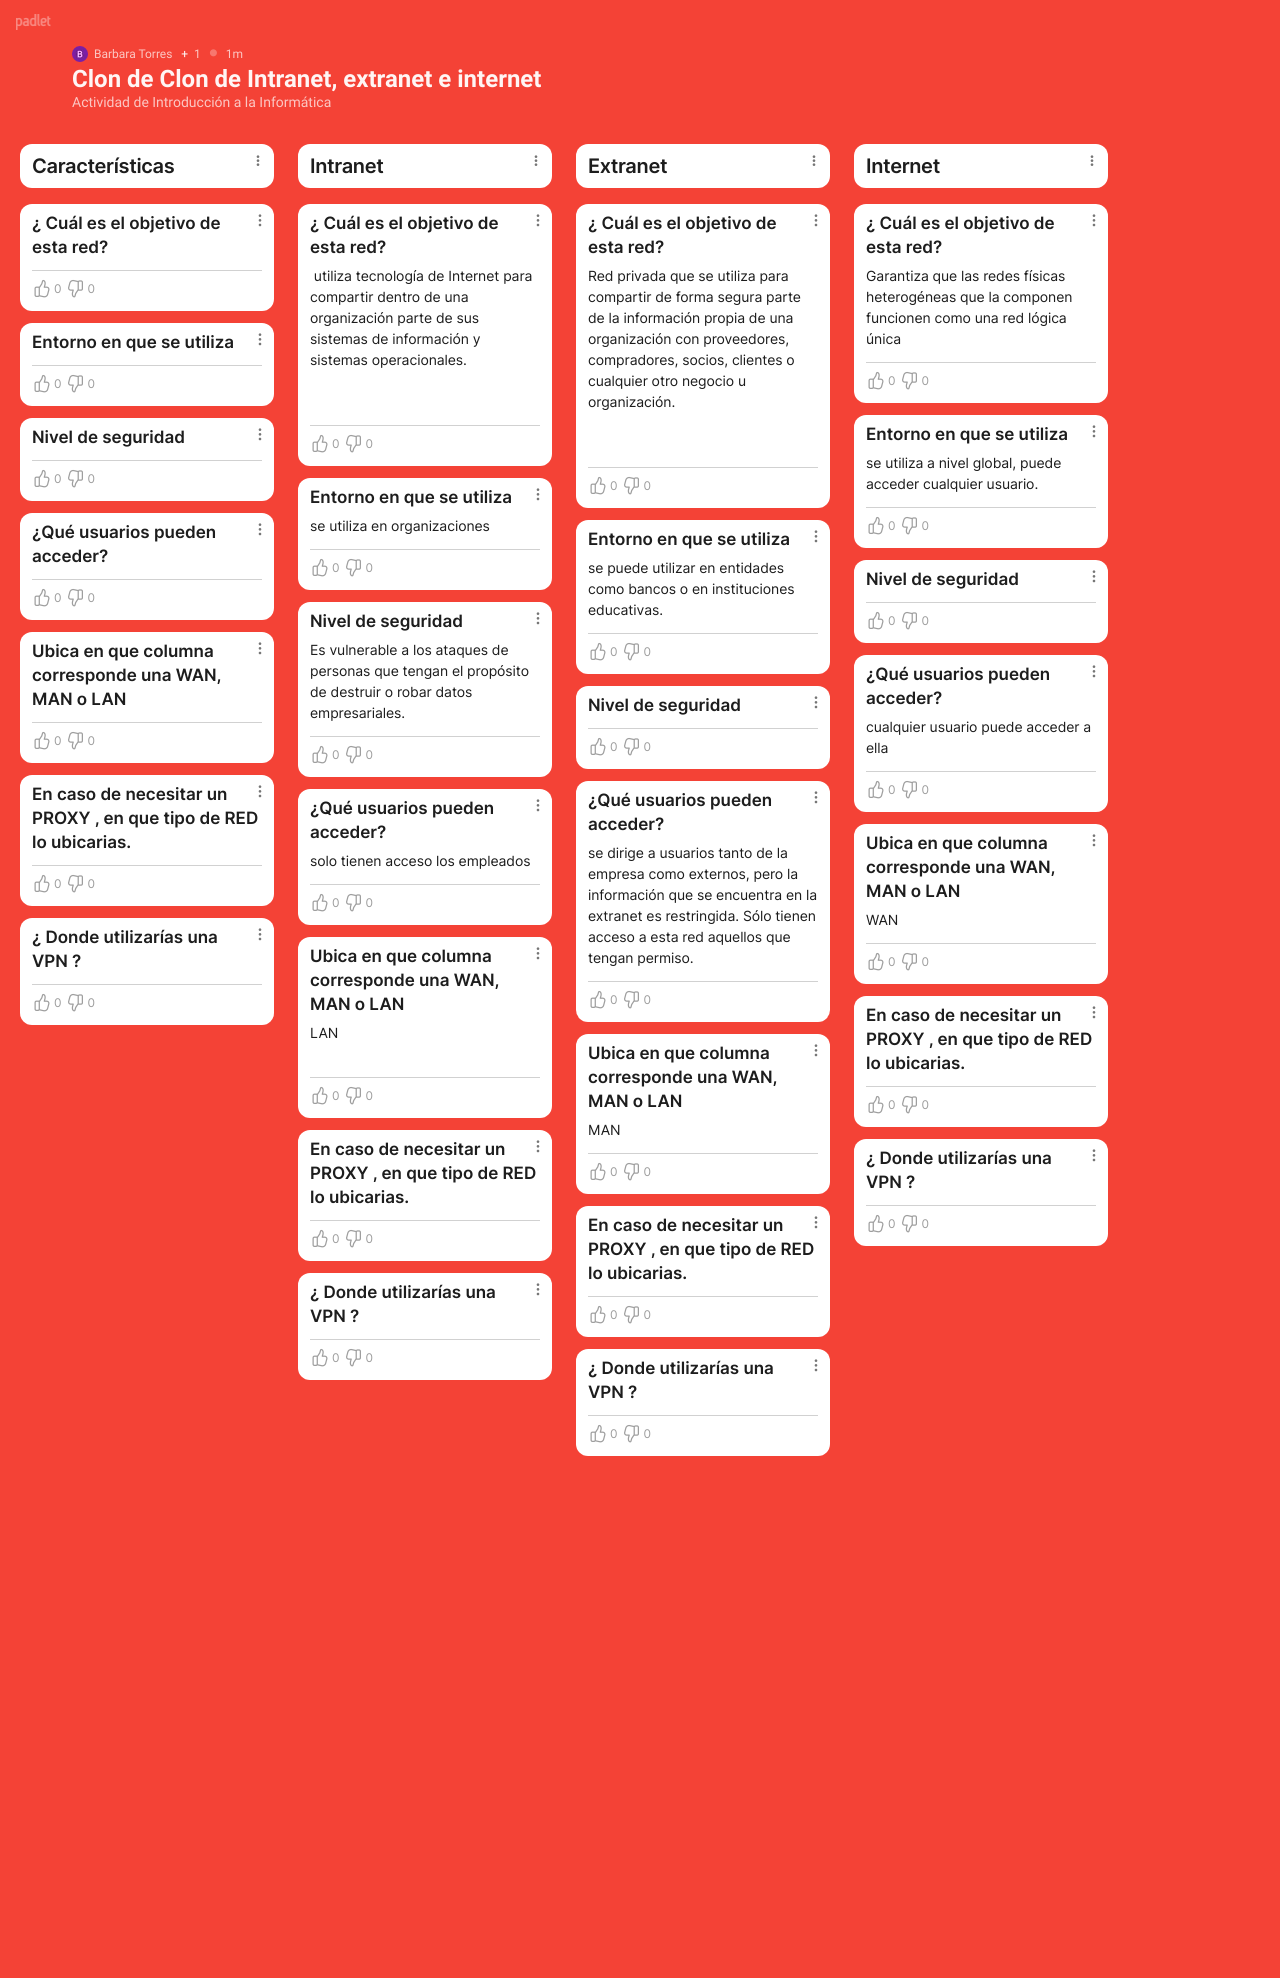 padlet
B Barbara Torres + 1 1m
Clon de Clon de Intranet, extranet e internet
Actividad de Introducción a la Informática
Características
¿ Cuál es el objetivo de
esta red?
0 0
Entorno en que se utiliza
0 0
Nivel de seguridad
0 0
¿Qué usuarios pueden
acceder?
0 0
Ubica en que columna
corresponde una WAN,
MAN o LAN
0 0
En caso de necesitar un
PROXY , en que tipo de RED
lo ubicarias.
0 0
¿ Donde utilizarías una
VPN ?
0 0
Intranet
¿ Cuál es el objetivo de
esta red?
utiliza tecnología de Internet para
compartir dentro de una
organización parte de sus
sistemas de información y
sistemas operacionales.
0 0
Entorno en que se utiliza
se utiliza en organizaciones
0 0
Nivel de seguridad
Es vulnerable a los ataques de
personas que tengan el propósito
de destruir o robar datos
empresariales.
0 0
¿Qué usuarios pueden
acceder?
solo tienen acceso los empleados
0 0
Ubica en que columna
corresponde una WAN,
MAN o LAN
LAN
0 0
En caso de necesitar un
PROXY , en que tipo de RED
lo ubicarias.
0 0
¿ Donde utilizarías una
VPN ?
0 0
Extranet
¿ Cuál es el objetivo de
esta red?
Red privada que se utiliza para
compartir de forma segura parte
de la información propia de una
organización con proveedores,
compradores, socios, clientes o
cualquier otro negocio u
organización.
0 0
Entorno en que se utiliza
se puede utilizar en entidades
como bancos o en instituciones
educativas.
0 0
Nivel de seguridad
0 0
¿Qué usuarios pueden
acceder?
se dirige a usuarios tanto de la
empresa como externos, pero la
información que se encuentra en la
extranet es restringida. Sólo tienen
acceso a esta red aquellos que
tengan permiso.
0 0
Ubica en que columna
corresponde una WAN,
MAN o LAN
MAN
0 0
En caso de necesitar un
PROXY , en que tipo de RED
lo ubicarias.
0 0
¿ Donde utilizarías una
VPN ?
0 0
Internet
¿ Cuál es el objetivo de
esta red?
Garantiza que las redes físicas
heterogéneas que la componen
funcionen como una red lógica
única
0 0
Entorno en que se utiliza
se utiliza a nivel global, puede
acceder cualquier usuario.
0 0
Nivel de seguridad
0 0
¿Qué usuarios pueden
acceder?
cualquier usuario puede acceder a
ella
0 0
Ubica en que columna
corresponde una WAN,
MAN o LAN
WAN
0 0
En caso de necesitar un
PROXY , en que tipo de RED
lo ubicarias.
0 0
¿ Donde utilizarías una
VPN ?
0 0